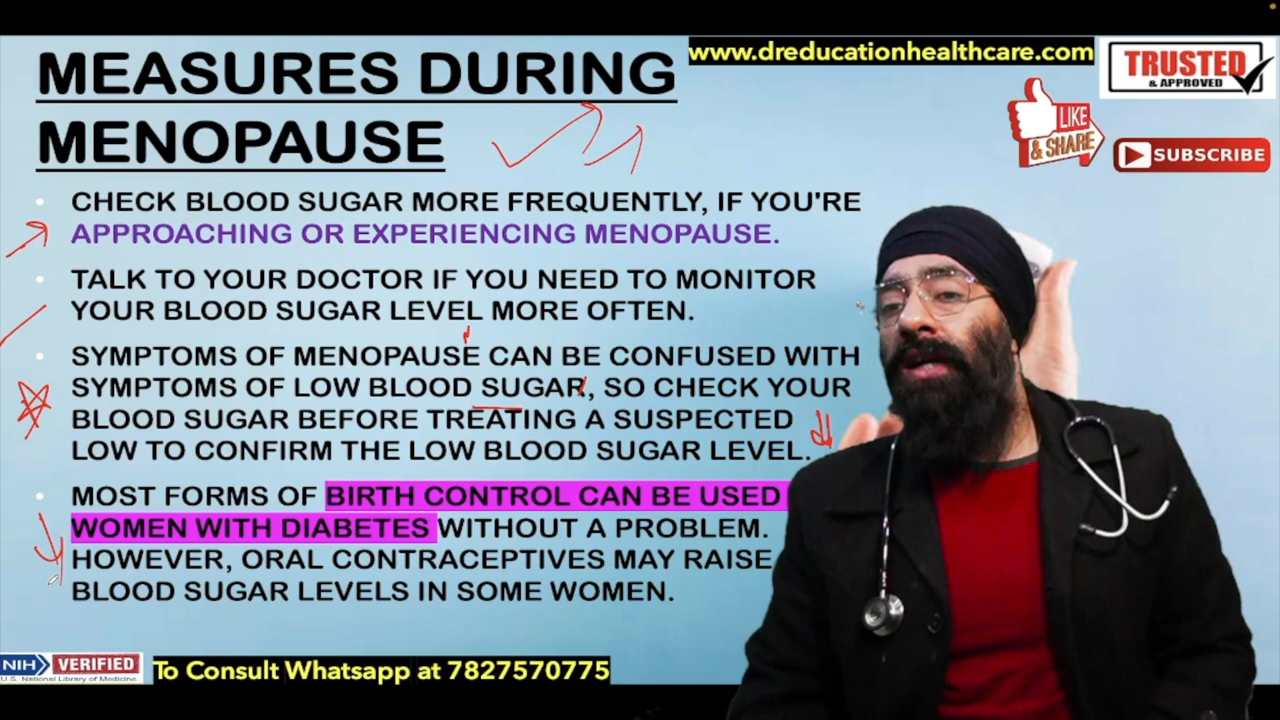 MEASURES DURING
MENOPAUSE
www.dreducationhealthcare.com
TRUSTED
& APPROVED
LIKE
& SHARE
SUBSCRIBE
CHECK BLOOD SUGAR MORE FREQUENTLY, IF YOU'RE
APPROACHING OR EXPERIENCING MENOPAUSE.
TALK TO YOUR DOCTOR IF YOU NEED TO MONITOR
YOUR BLOOD SUGAR LEVEL MORE OFTEN.
SYMPTOMS OF MENOPAUSE CAN BE CONFUSED WITH
SYMPTOMS OF LOW BLOOD SUGAR, SO CHECK YOUR
BLOOD SUGAR BEFORE TREATING A SUSPECTED
LOW TO CONFIRM THE LOW BLOOD SUGAR LEVEL.
MOST FORMS OF BIRTH CONTROL CAN BE USED
WOMEN WITH DIABETES WITHOUT A PROBLEM.
HOWEVER, ORAL CONTRACEPTIVES MAY RAISE
BLOOD SUGAR LEVELS IN SOME WOMEN.
NIH VERIFIED
U.S. National Library of Medicine
To Consult Whatsapp at 7827570775